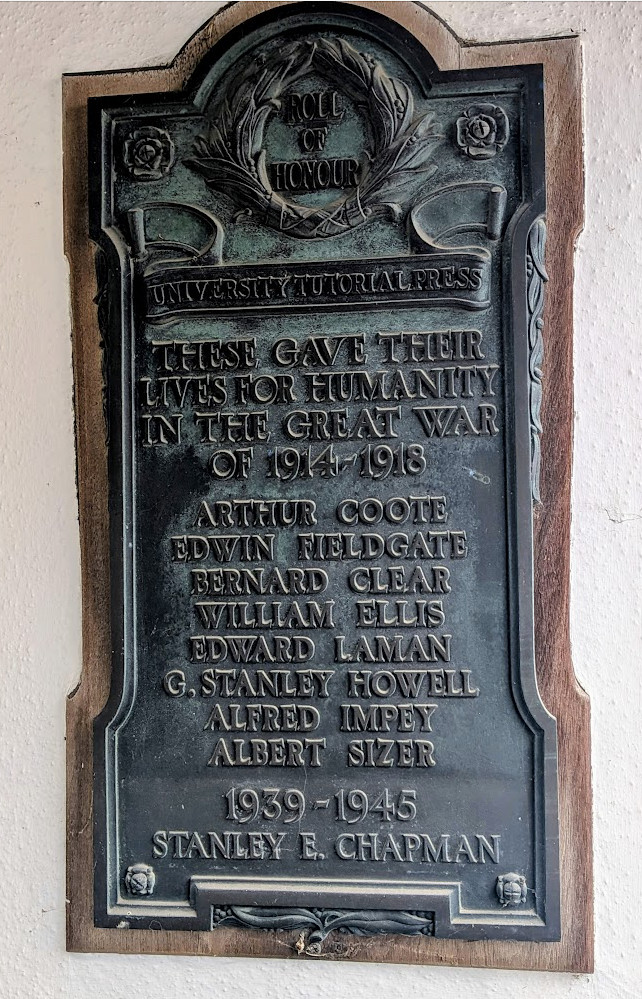 ROLL
OF
HONOUR
UNIVERSITY TUTORIAL PRESS
THESE GAVE THEIR
LIVES FOR HUMANITY
IN THE GREAT WAR
OF 1914-1918
ARTHUR COOTE
EDWIN FIELDGATE
BERNARD CLEAR
WILLIAM ELLIS
EDWARD LAMAN
G. STANLEY HOWELL
ALFRED IMPEY
ALBERT SIZER
1939-1945
STANLEY E. CHAPMAN